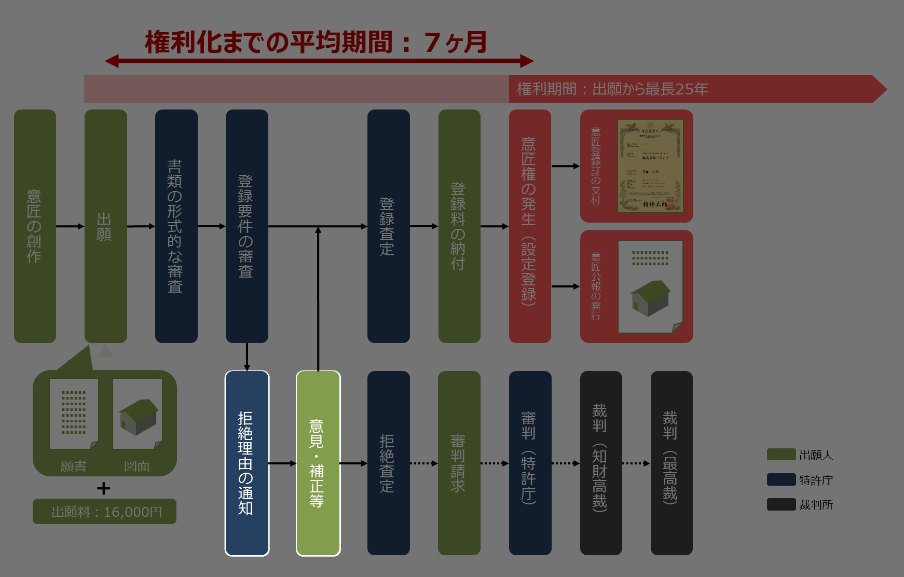 権利化までの平均期間：７ヶ月
権利期間：出願から最長25年
意匠の創作
出願
書類の形式的な審査
登録要件の審査
登録査定
登録料の納付
意匠権の発生（設定登録）
意匠登録証の交付
意匠公報の発行
願書
図面
+
出願料：16,000円
拒絶理由の通知
意見・補正等
拒絶査定
審判請求
審判（特許庁）
裁判（知財高裁）
裁判（最高裁）
出願人
特許庁
裁判所